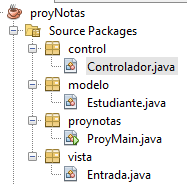 proyNotas
Source Packages
control
Controlador.java
modelo
Estudiante.java
proynotas
ProyMain.java
vista
Entrada.java